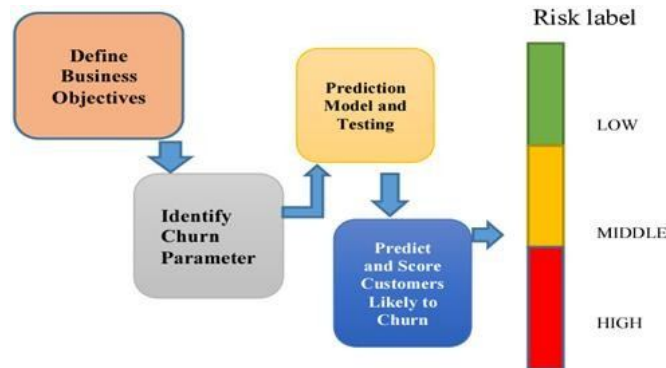 Risk label
Define
Business
Objectives
Prediction
Model and
Testing
Identify
Churn
Parameter
Predict
and Score
Customers
Likely to
Churn
LOW
MIDDLE
HIGH